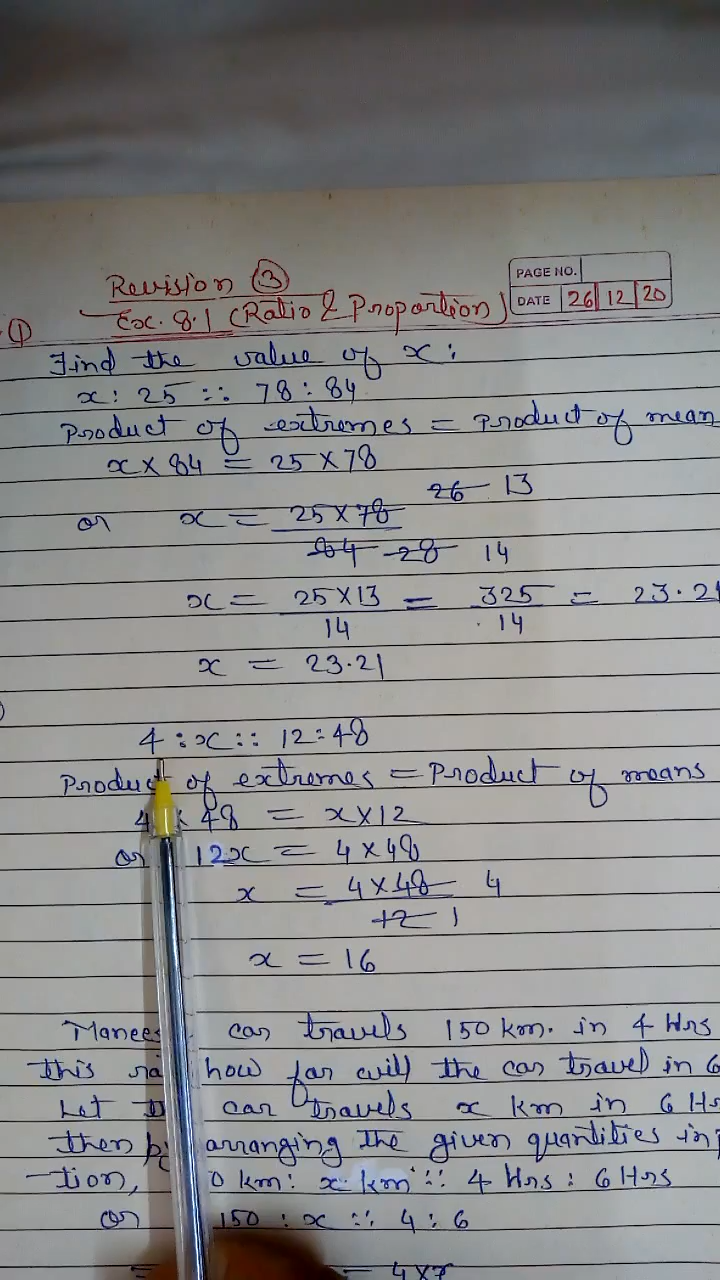 Revision 3
PAGE NO.
DATE 26 12 20
Ex. 8.1 (Ratio & Proportion)
1
Find the value of x:
x : 25 :: 78 : 84
Product of extremes = Product of mean
x × 84 = 25 × 78
26 13
or x = 25 × 78
84 28 14
x = 25 × 13 = 325 = 23.21
14 14
x = 23.21
4 : x :: 12 : 48
Product of extremes = Product of means
4 × 48 = x × 12
or 12x = 4 × 48
x = 4 × 48 4
12 1
x = 16
car travels 150 km. in 4 Hrs
this how far will the car travel in 6
Let car travels x km in 6 Hr
then arranging the given quantities in
tion, 0 km : x km :: 4 Hrs : 6 Hrs
or 150 : x :: 4 : 6
= 4 ×